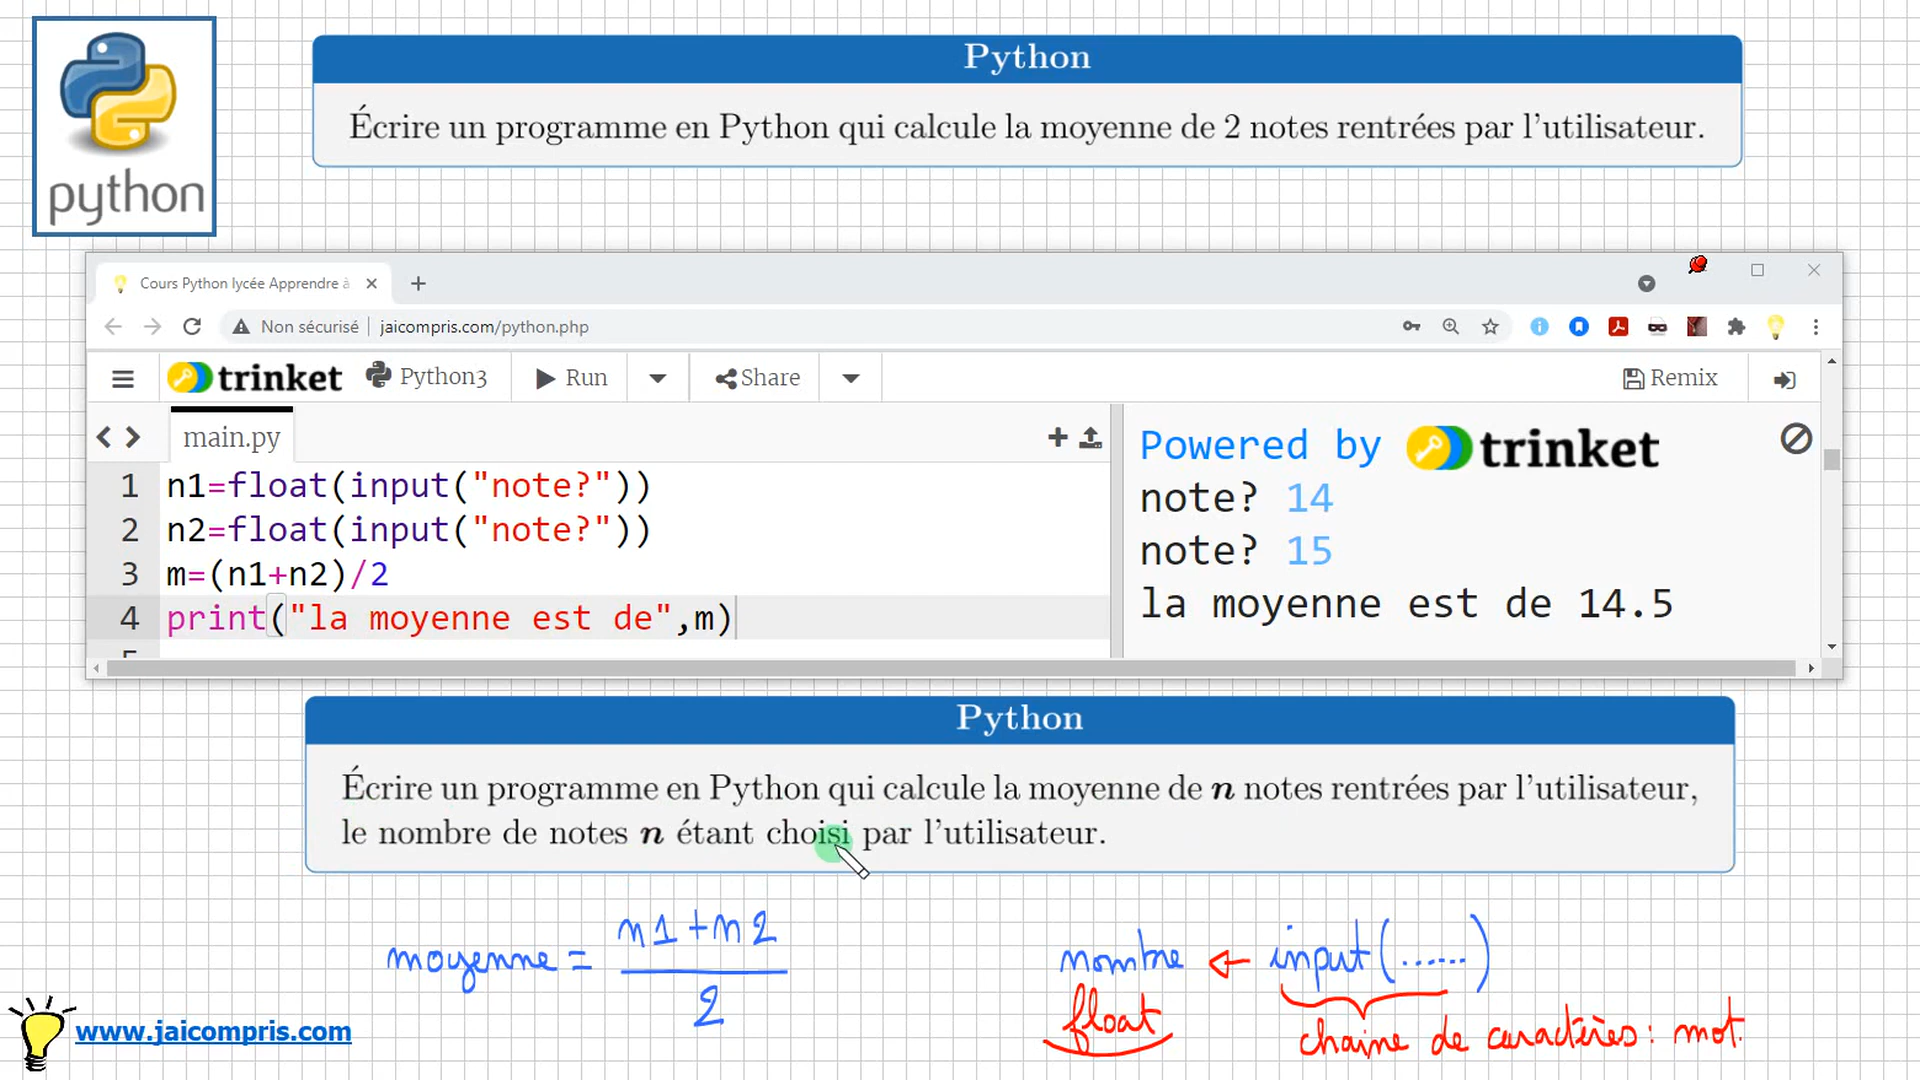 Python
Écrire un programme en Python qui calcule la moyenne de 2 notes rentrées par l'utilisateur.
python
Cours Python lycée Apprendre à
Non sécurisé
jaicompris.com/python.php
trinket
Python3
Run
Share
Remix
main.py
Powered by trinket
1 n1=float(input("note?"))
2 n2=float(input("note?"))
3 m=(n1+n2)/2
4 print("la moyenne est de",m)
note? 14
note? 15
la moyenne est de 14.5
Python
Écrire un programme en Python qui calcule la moyenne de n notes rentrées par l'utilisateur,
le nombre de notes n étant choisi par l'utilisateur.
moyenne = n1+n2
2
nombre ← input(......)
float
chaine de caractères : mot.
www.jaicompris.com